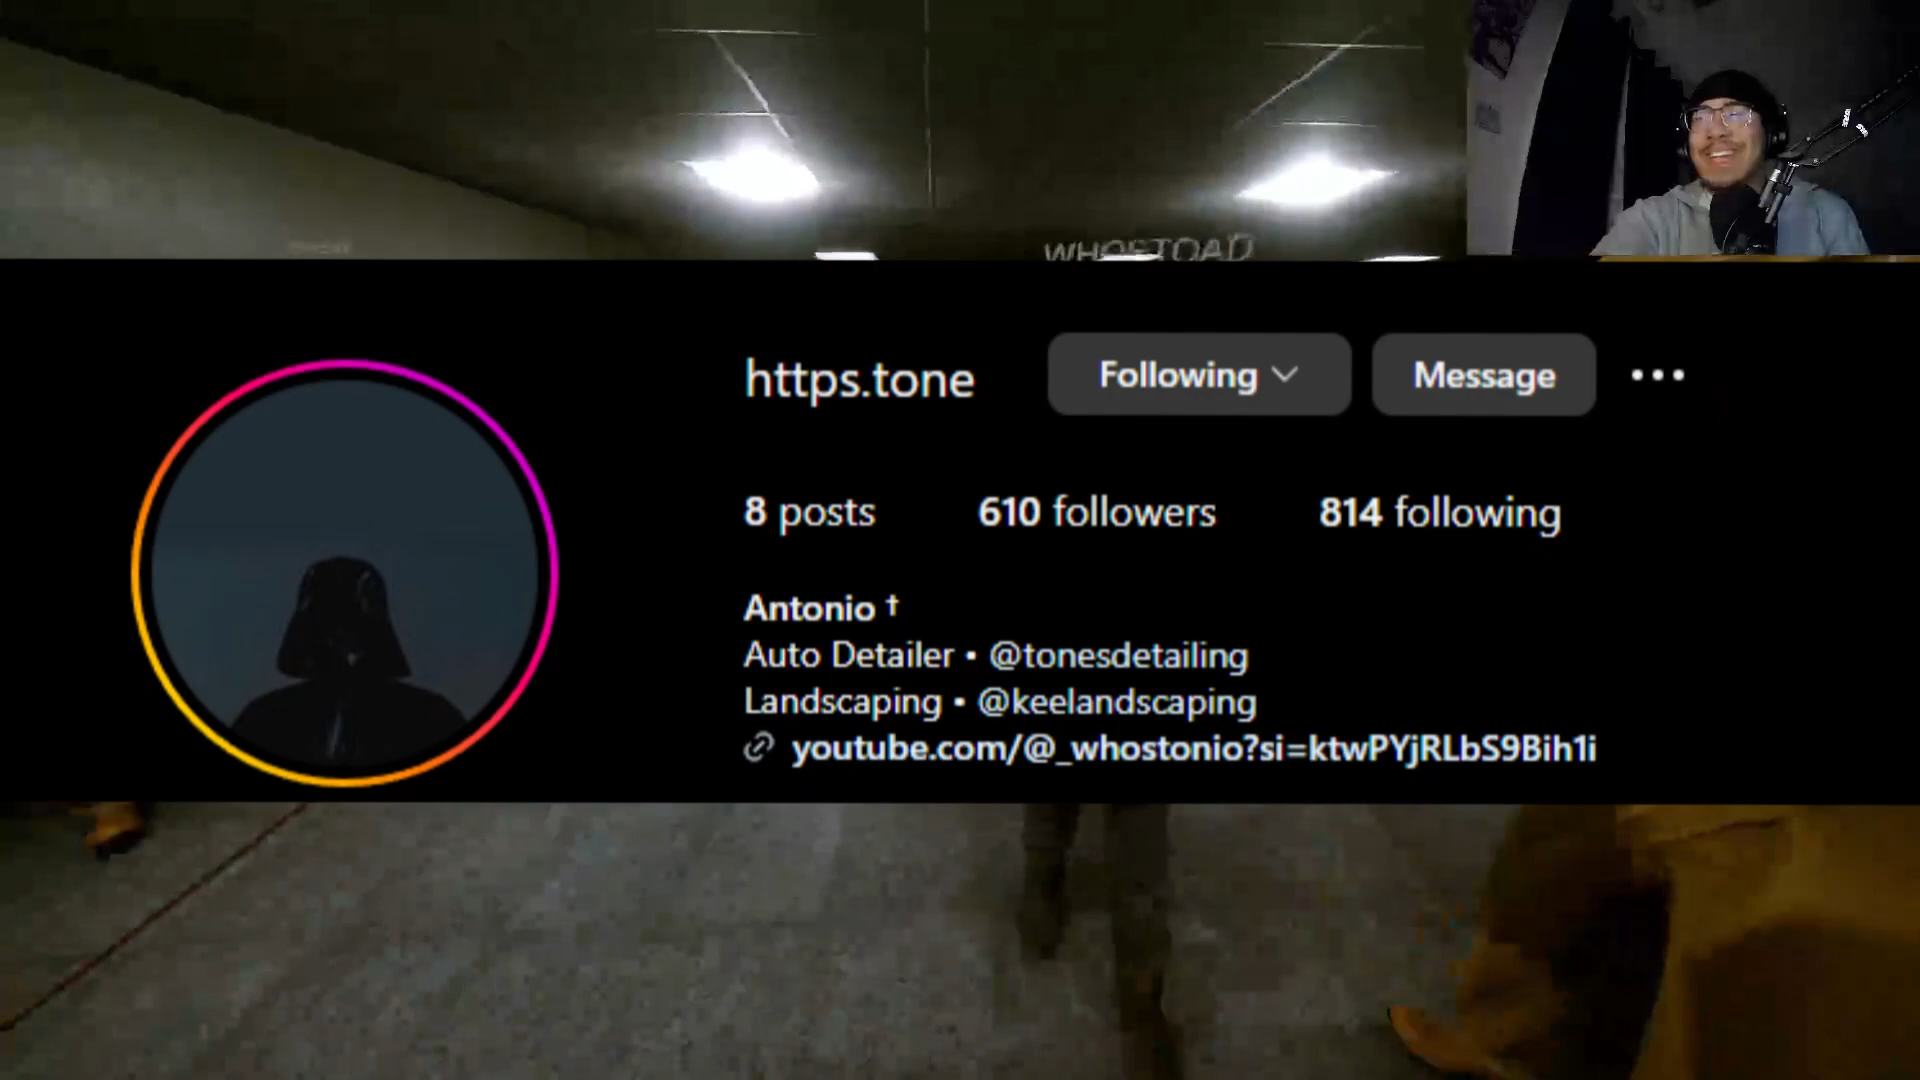 WHOSTOAD
https.tone
Following
Message
8 posts
610 followers
814 following
Antonio †
Auto Detailer • @tonesdetailing
Landscaping • @keelandscaping
youtube.com/@_whostonio?si=ktwPYjRLbS9Bih1i